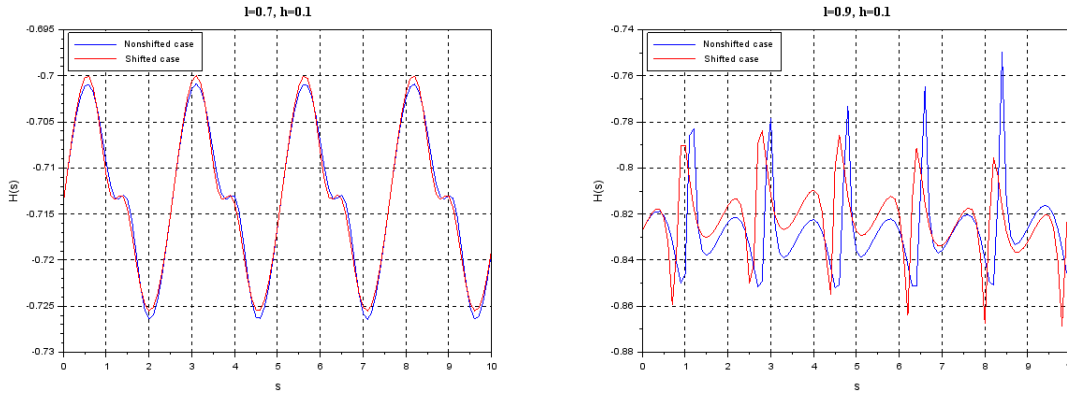 l=0.7, h=0.1
-0.695
-0.7
-0.705
-0.71
-0.715
-0.72
-0.725
-0.73
H(s)
Nonshifted case
Shifted case
0 1 2 3 4 5 6 7 8 9 10
s
l=0.9, h=0.1
-0.74
-0.76
-0.78
-0.8
-0.82
-0.84
-0.86
-0.88
H(s)
Nonshifted case
Shifted case
0 1 2 3 4 5 6 7 8 9
s